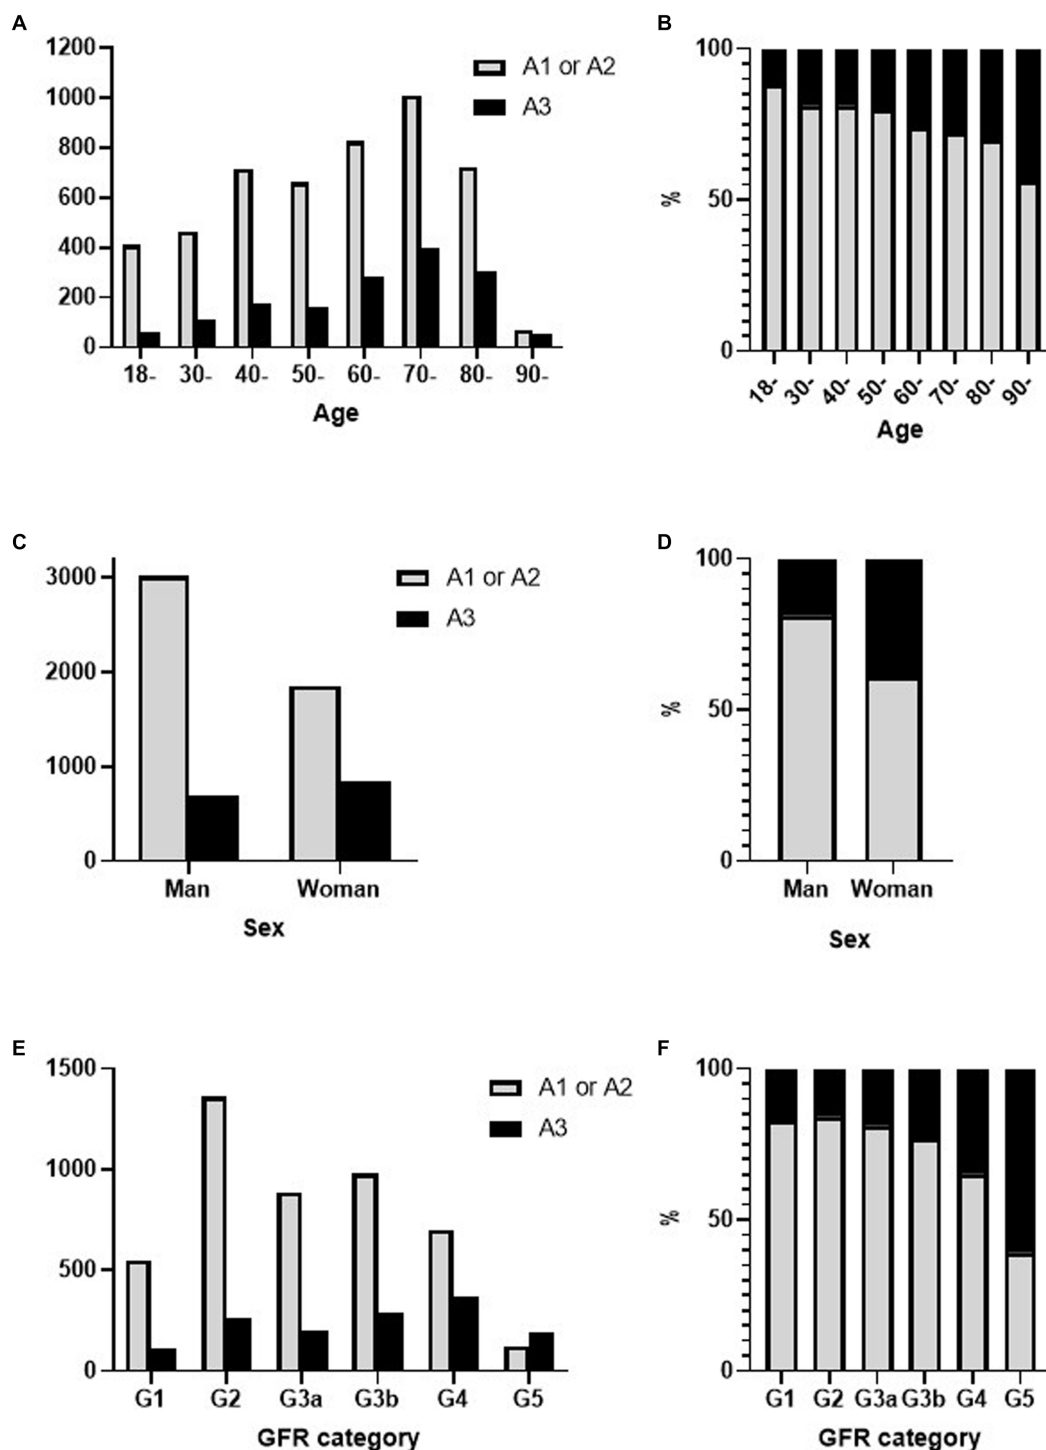 A
1200
1000
800
600
400
200
0
A1 or A2
A3
18- 30- 40- 50- 60- 70- 80- 90-
Age
B
100
50
0
%
18- 30- 40- 50- 60- 70- 80- 90-
Age
C
3000
2000
1000
0
A1 or A2
A3
Man Woman
Sex
D
100
50
0
%
Man Woman
Sex
E
1500
1000
500
0
A1 or A2
A3
G1 G2 G3a G3b G4 G5
GFR category
F
100
50
0
%
G1 G2 G3a G3b G4 G5
GFR category